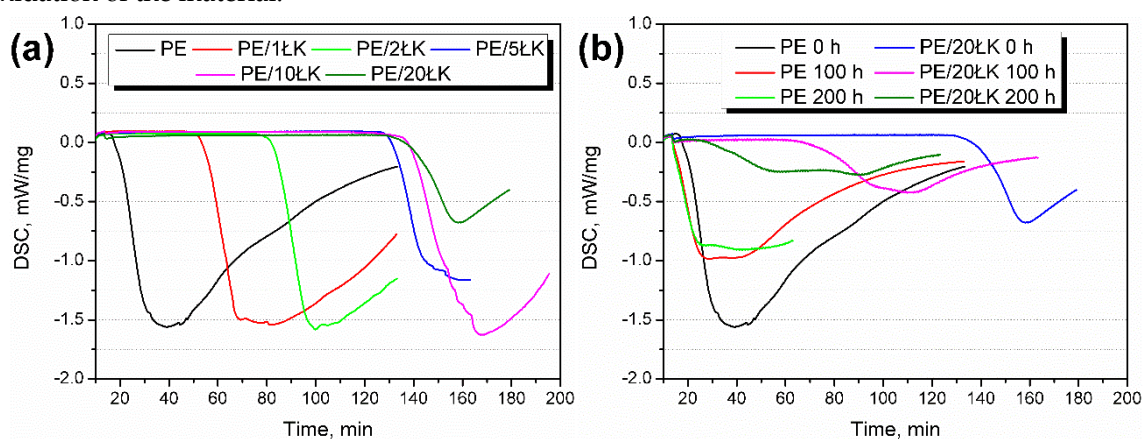 (a)
PE PE/1ŁK PE/2ŁK PE/5ŁK
PE/10ŁK PE/20ŁK
1.0
0.5
0.0
-0.5
-1.0
-1.5
-2.0
DSC, mW/mg
20 40 60 80 100 120 140 160 180 200
Time, min
(b)
PE 0 h PE/20ŁK 0 h
PE 100 h PE/20ŁK 100 h
PE 200 h PE/20ŁK 200 h
1.0
0.5
0.0
-0.5
-1.0
-1.5
-2.0
DSC, mW/mg
20 40 60 80 100 120 140 160 180 200
Time, min